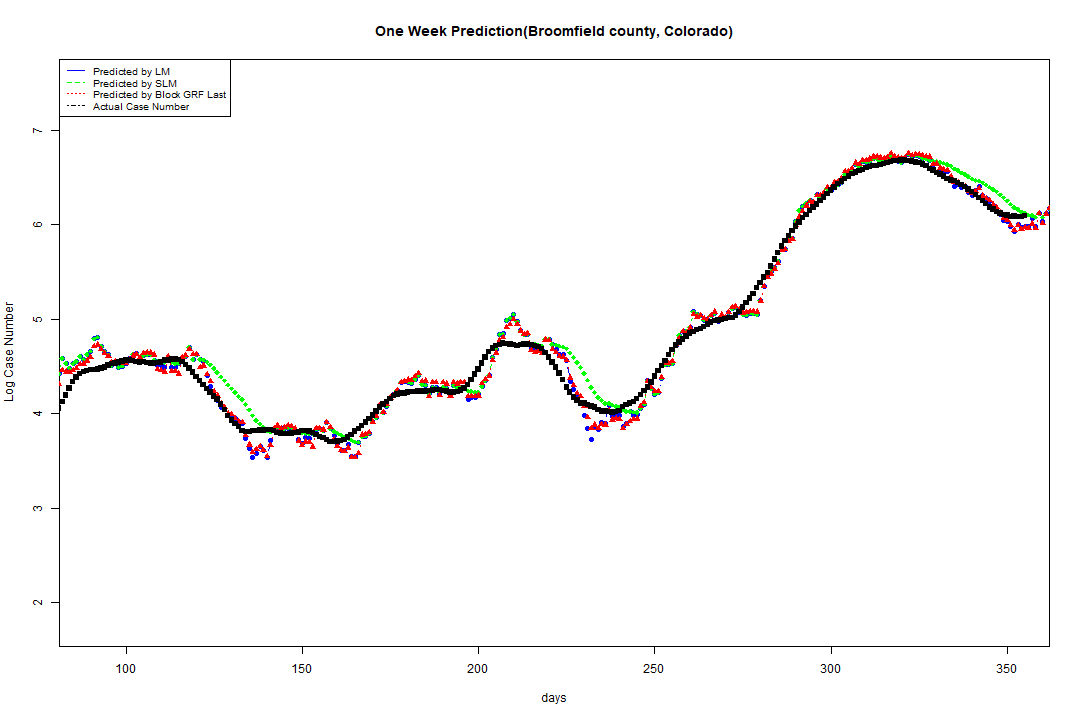 One Week Prediction(Broomfield county, Colorado)
Predicted by LM
Predicted by SLM
Predicted by Block GRF Last
Actual Case Number
7
6
5
4
3
2
Log Case Number
100 150 200 250 300 350
days